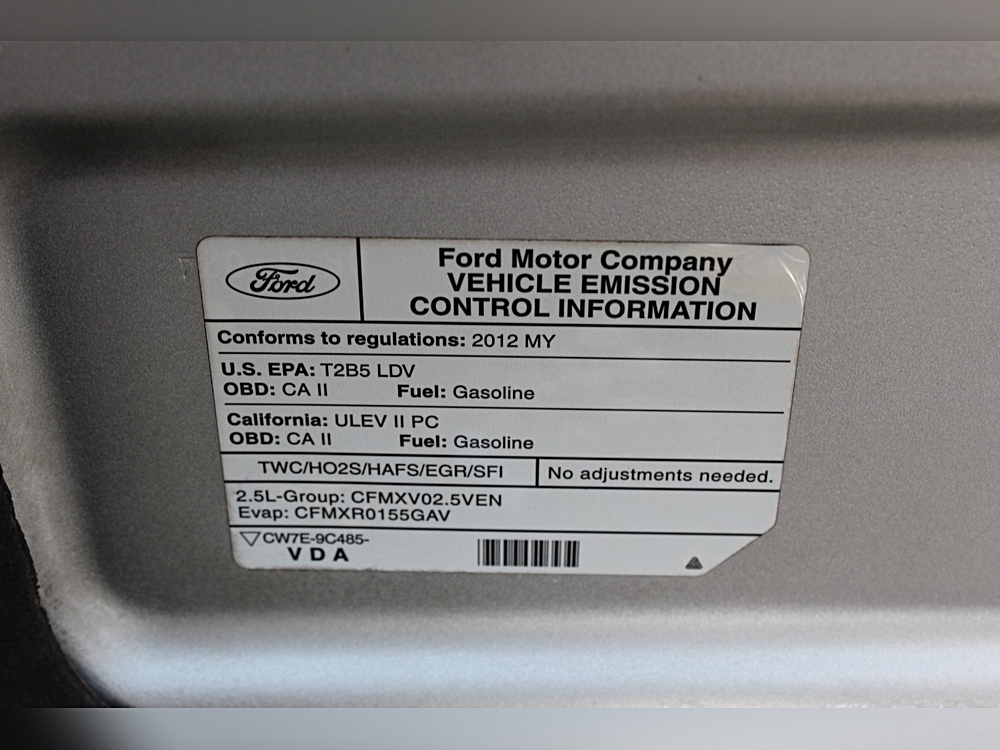 Ford
Ford Motor Company
VEHICLE EMISSION
CONTROL INFORMATION
Conforms to regulations: 2012 MY
U.S. EPA: T2B5 LDV
OBD: CA II Fuel: Gasoline
California: ULEV II PC
OBD: CA II Fuel: Gasoline
TWC/HO2S/HAFS/EGR/SFI
No adjustments needed.
2.5L-Group: CFMXV02.5VEN
Evap: CFMXR0155GAV
CW7E-9C485-
VDA